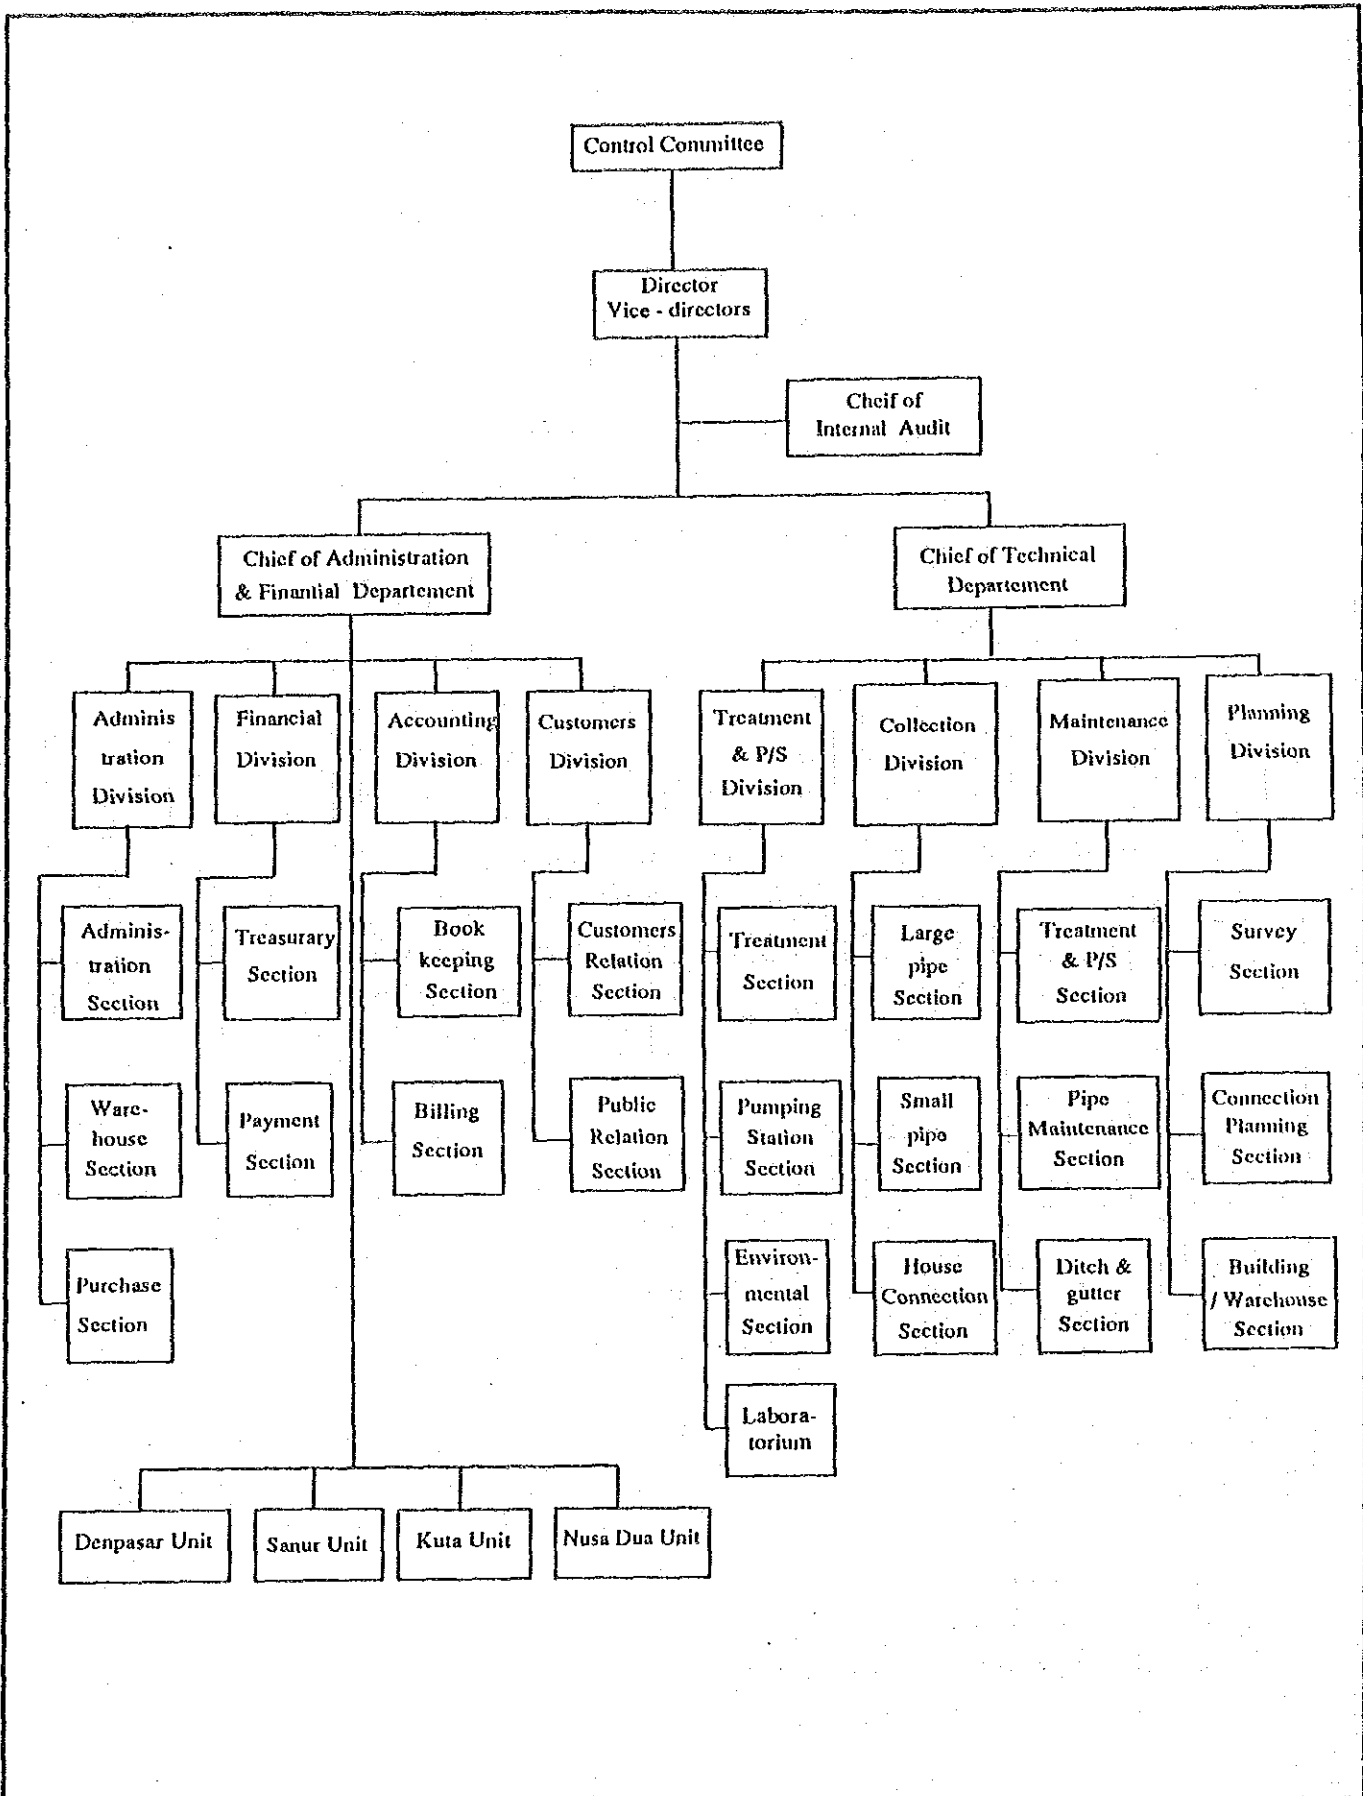 Control Committee
Director
Vice - directors
Cheif of
Internal Audit
Chief of Administration
& Finantial Departement
Chief of Technical
Departement
Adminis
tration
Division
Financial
Division
Accounting
Division
Customers
Division
Treatment
& P/S
Division
Collection
Division
Maintenance
Division
Planning
Division
Adminis-
tration
Section
Treasurary
Section
Book
keeping
Section
Customers
Relation
Section
Treatment
Section
Large
pipe
Section
Treatment
& P/S
Section
Survey
Section
Ware-
house
Section
Payment
Section
Billing
Section
Public
Relation
Section
Pumping
Station
Section
Small
pipe
Section
Pipe
Maintenance
Section
Connection
Planning
Section
Purchase
Section
Environ-
mental
Section
House
Connection
Section
Ditch &
gutter
Section
Building
/ Warehouse
Section
Labora-
torium
Denpasar Unit
Sanur Unit
Kuta Unit
Nusa Dua Unit